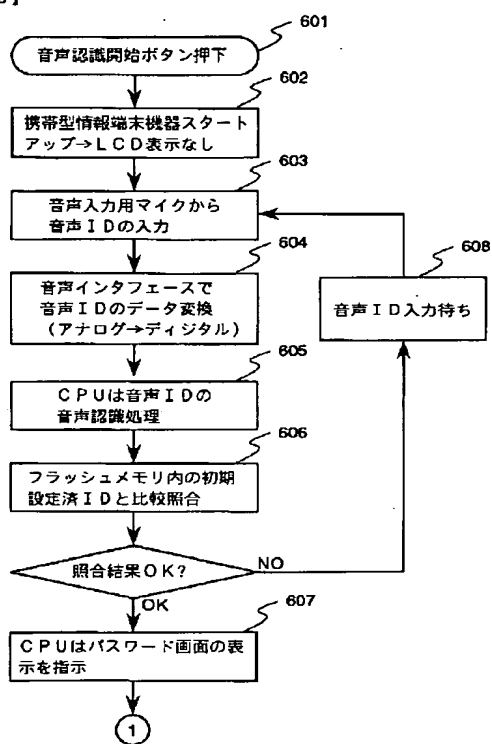 601
音声認識開始ボタン押下
602
携帯型情報端末機器スタート
アップ→LCD表示なし
603
音声入力用マイクから
音声IDの入力
604
音声インタフェースで
音声IDのデータ変換
(アナログ→ディジタル)
608
音声ID入力待ち
605
CPUは音声IDの
音声認識処理
606
フラッシュメモリ内の初期
設定済IDと比較照合
照合結果OK?
NO
OK
607
CPUはパスワード画面の表
示を指示
1